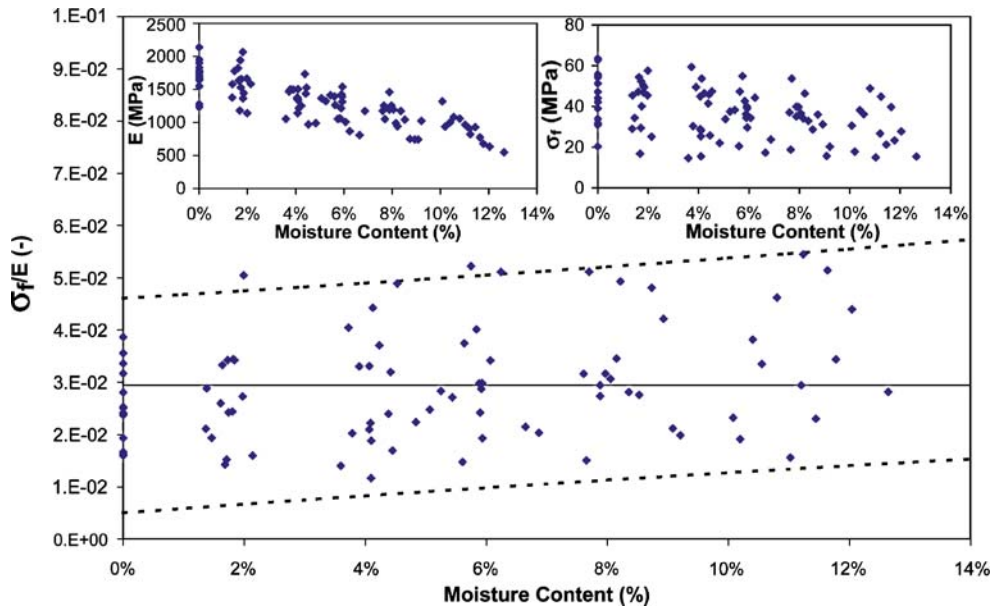 1.E-01
9.E-02
8.E-02
7.E-02
6.E-02
5.E-02
4.E-02
3.E-02
2.E-02
1.E-02
0.E+00
σf/E (-)
0% 2% 4% 6% 8% 10% 12% 14%
Moisture Content (%)
2500
2000
1500
1000
500
0
E (MPa)
0% 2% 4% 6% 8% 10% 12% 14%
Moisture Content (%)
80
60
40
20
0
σf (MPa)
0% 2% 4% 6% 8% 10% 12% 14%
Moisture Content (%)